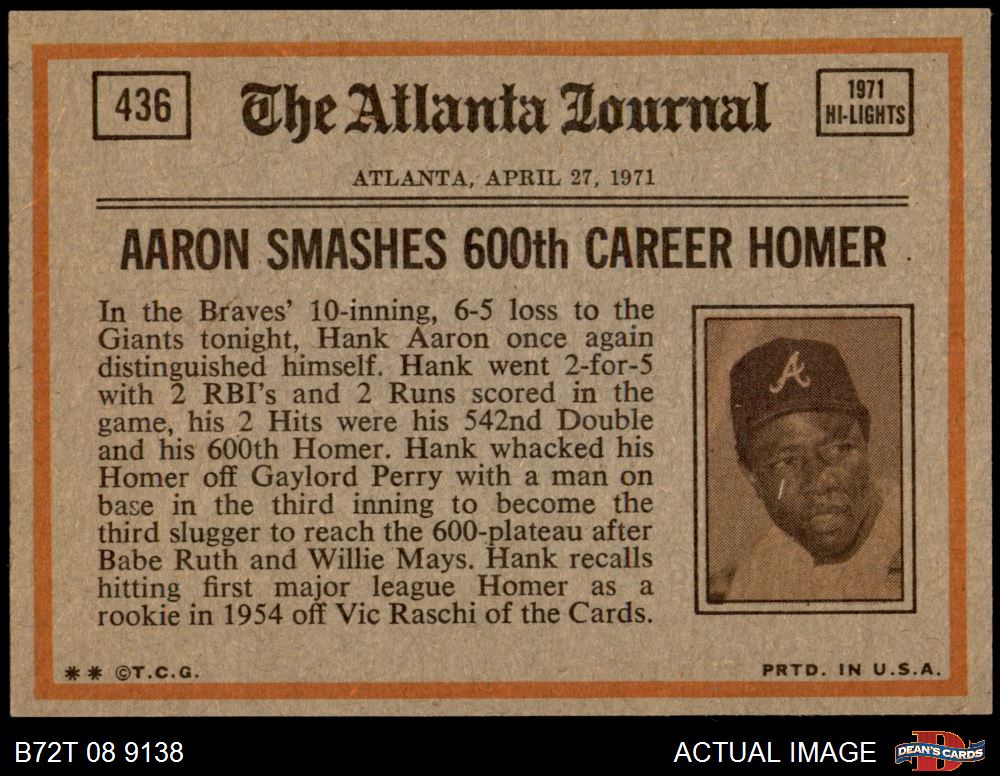 436
The Atlanta Journal
1971
HI-LIGHTS
ATLANTA, APRIL 27, 1971
AARON SMASHES 600th CAREER HOMER
In the Braves' 10-inning, 6-5 loss to the
Giants tonight, Hank Aaron once again
distinguished himself. Hank went 2-for-5
with 2 RBI's and 2 Runs scored in the
game, his 2 Hits were his 542nd Double
and his 600th Homer. Hank whacked his
Homer off Gaylord Perry with a man on
base in the third inning to become the
third slugger to reach the 600-plateau after
Babe Ruth and Willie Mays. Hank recalls
hitting first major league Homer as a
rookie in 1954 off Vic Raschi of the Cards.
A
* * ©T.C.G.
PRTD. IN U.S.A.
B72T 08 9138
ACTUAL IMAGE
D
DEAN'S CARDS